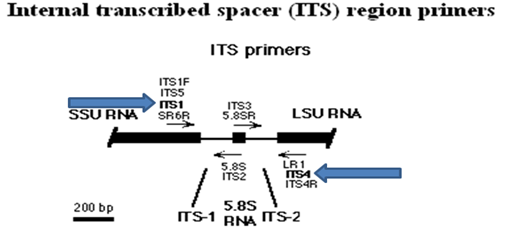 Internal transcribed spacer (ITS) region primers
ITS primers
ITS1F
ITS5
ITS1
SR6R
SSU RNA
ITS3
5.8SR
LSU RNA
5.8S
ITS2
LR1
ITS4
ITS4R
200 bp
ITS-1
5.8S
RNA
ITS-2